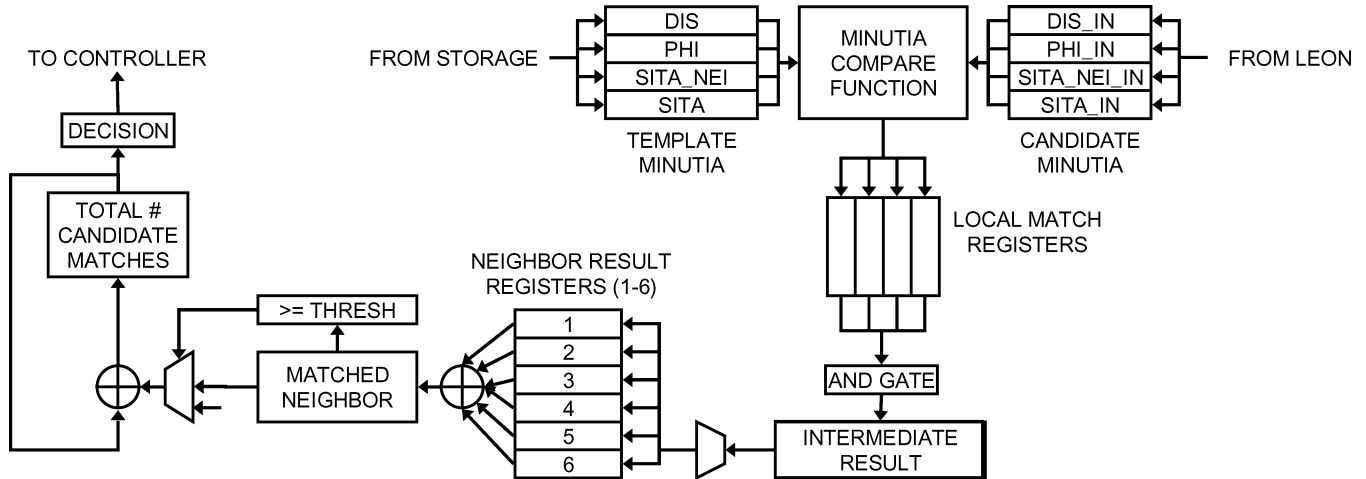 TO CONTROLLER
DECISION
TOTAL #
CANDIDATE
MATCHES
>= THRESH
MATCHED
NEIGHBOR
NEIGHBOR RESULT
REGISTERS (1-6)
1
2
3
4
5
6
FROM STORAGE
DIS
PHI
SITA_NEI
SITA
TEMPLATE
MINUTIA
MINUTIA
COMPARE
FUNCTION
DIS_IN
PHI_IN
SITA_NEI_IN
SITA_IN
CANDIDATE
MINUTIA
FROM LEON
LOCAL MATCH
REGISTERS
AND GATE
INTERMEDIATE
RESULT